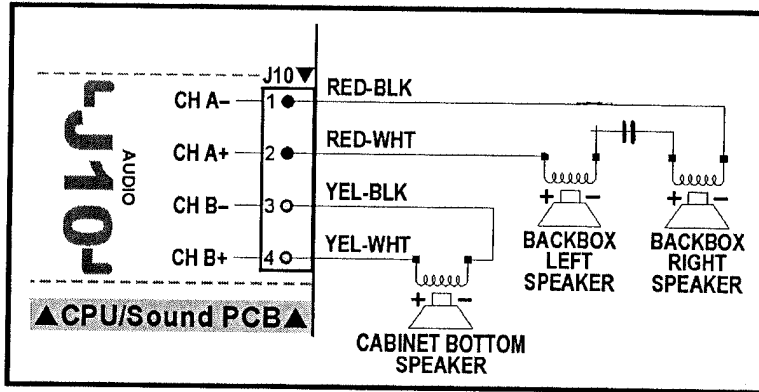 J10▼
J10
AUDIO
CH A– 1 RED-BLK
CH A+ 2 RED-WHT
CH B– 3 YEL-BLK
CH B+ 4 YEL-WHT
+ –
BACKBOX
LEFT
SPEAKER
+ –
BACKBOX
RIGHT
SPEAKER
+ –
CABINET BOTTOM
SPEAKER
▲CPU/Sound PCB▲